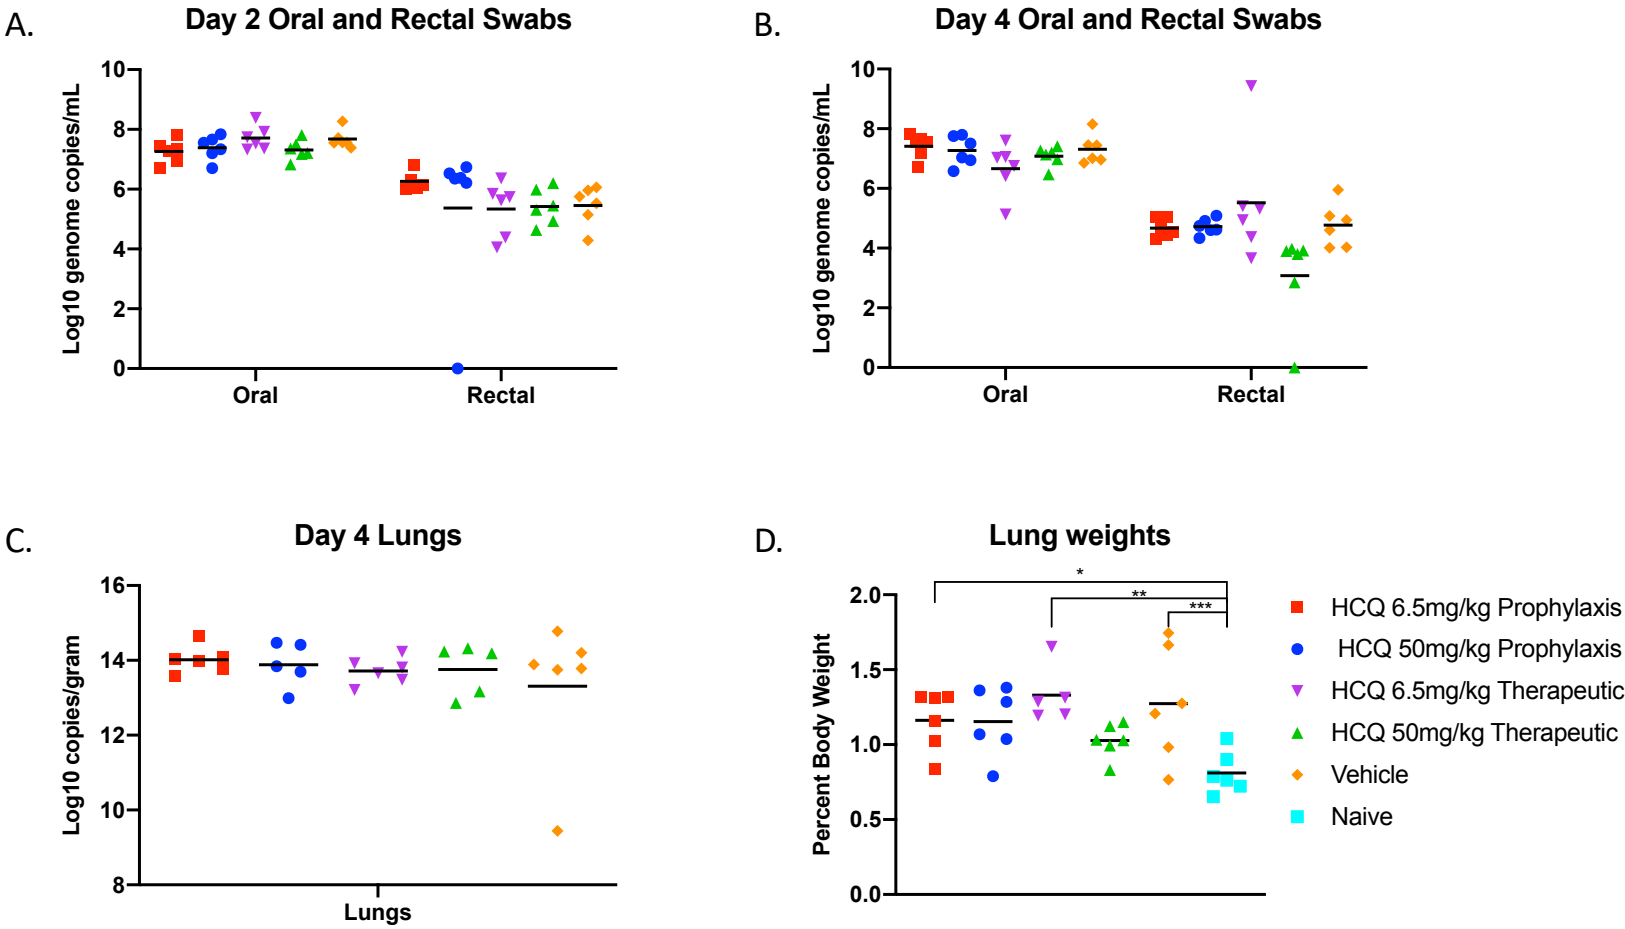 A.
Day 2 Oral and Rectal Swabs
Log10 genome copies/mL
10
8
6
4
2
0
Oral
Rectal
B.
Day 4 Oral and Rectal Swabs
Log10 genome copies/mL
10
8
6
4
2
0
Oral
Rectal
C.
Day 4 Lungs
Log10 copies/gram
16
14
12
10
8
Lungs
D.
Lung weights
Percent Body Weight
2.0
1.5
1.0
0.5
0.0
*
**
***
HCQ 6.5mg/kg Prophylaxis
HCQ 50mg/kg Prophylaxis
HCQ 6.5mg/kg Therapeutic
HCQ 50mg/kg Therapeutic
Vehicle
Naive